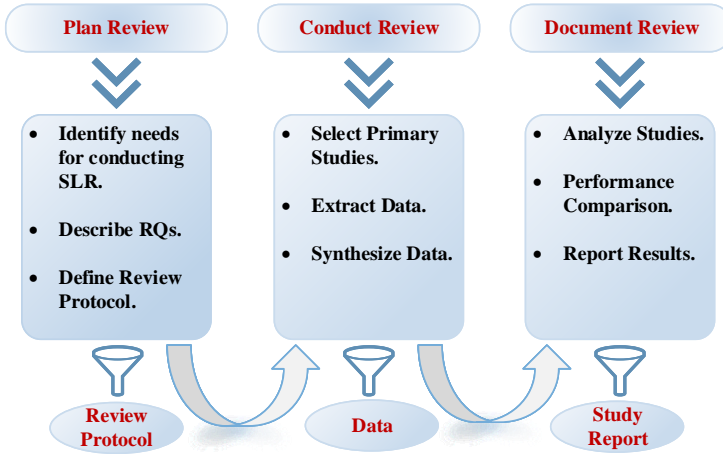 Plan Review
Conduct Review
Document Review
• Identify needs
for conducting
SLR.
• Describe RQs.
• Define Review
Protocol.
• Select Primary
Studies.
• Extract Data.
• Synthesize Data.
• Analyze Studies.
• Performance
Comparison.
• Report Results.
Review
Protocol
Data
Study
Report